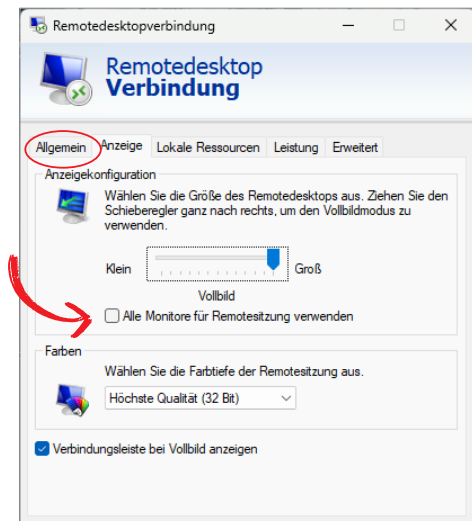 Remotedesktopverbindung
Remotedesktop
Verbindung
Allgemein Anzeige Lokale Ressourcen Leistung Erweitert
Anzeigekonfiguration
Wählen Sie die Größe des Remotedesktops aus. Ziehen Sie den
Schieberegler ganz nach rechts, um den Vollbildmodus zu
verwenden.
Klein Groß
Vollbild
Alle Monitore für Remotesitzung verwenden
Farben
Wählen Sie die Farbtiefe der Remotesitzung aus.
Höchste Qualität (32 Bit)
Verbindungsleiste bei Vollbild anzeigen